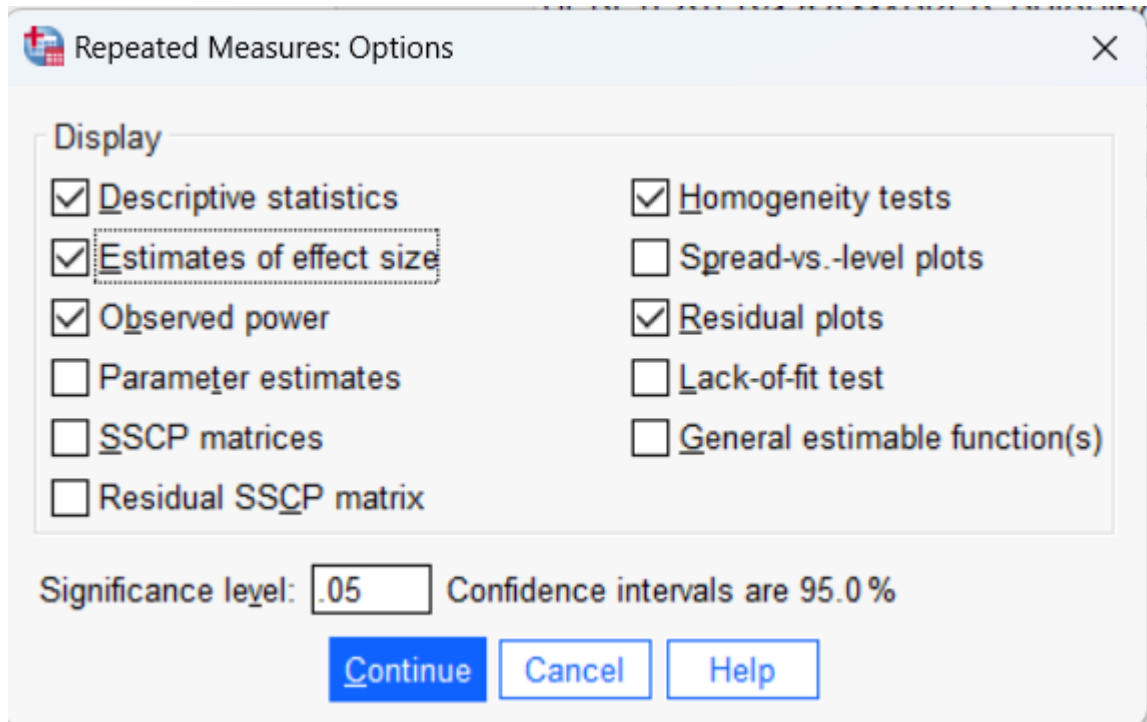 Repeated Measures: Options
Display
Descriptive statistics
Homogeneity tests
Estimates of effect size
Spread-vs.-level plots
Observed power
Residual plots
Parameter estimates
Lack-of-fit test
SSCP matrices
General estimable function(s)
Residual SSCP matrix
Significance level: .05 Confidence intervals are 95.0 %
Continue Cancel Help